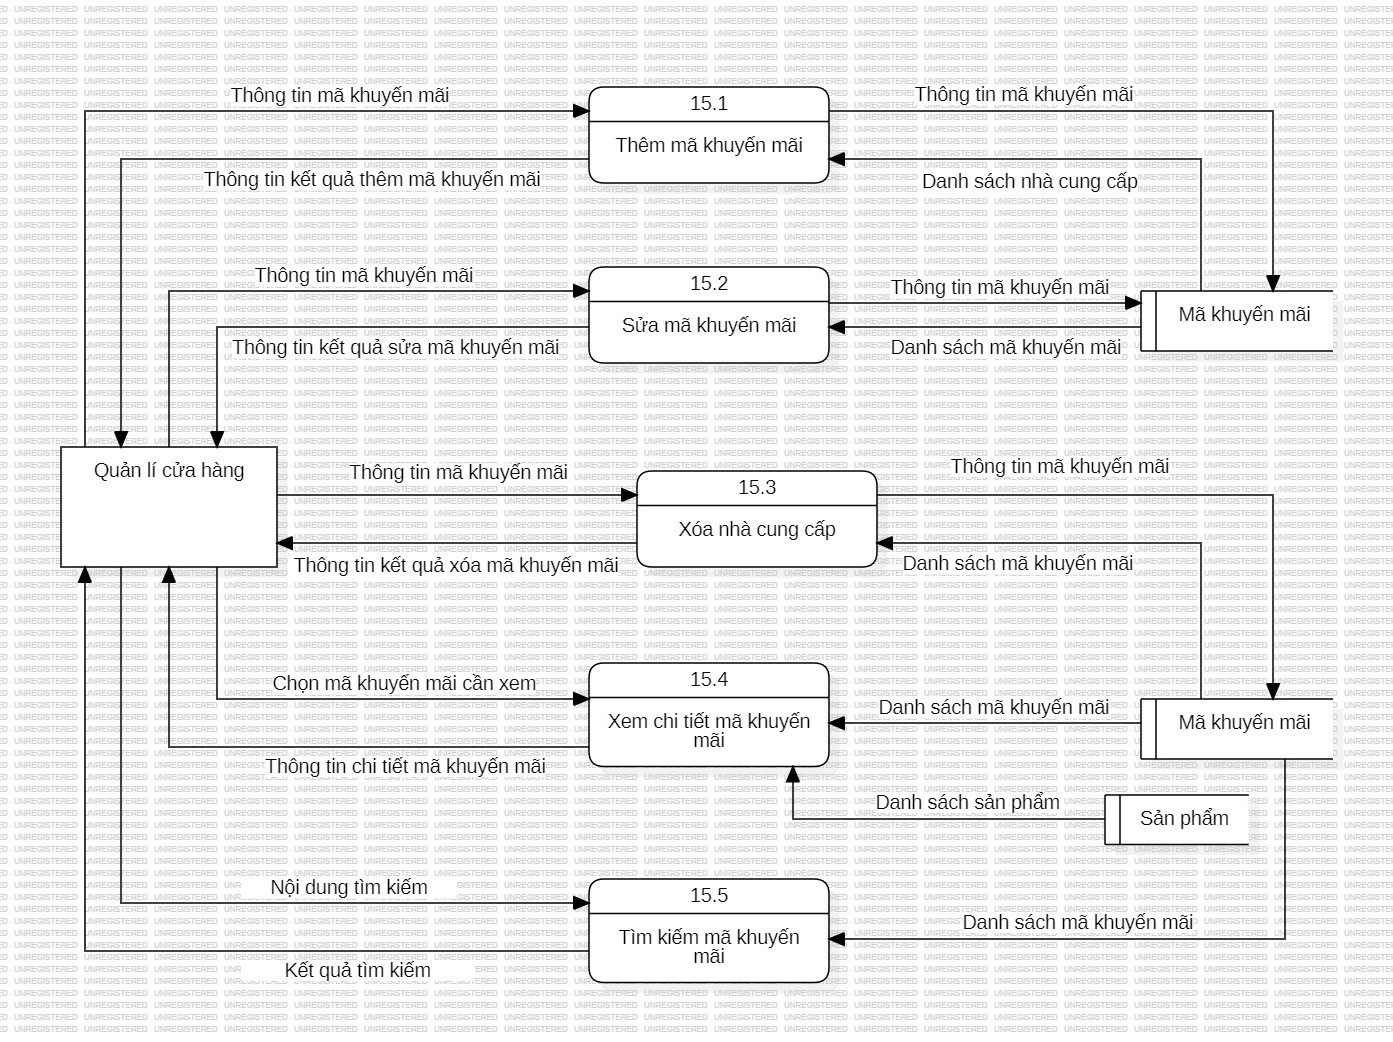 Thông tin mã khuyến mãi
15.1
Thêm mã khuyến mãi
Thông tin mã khuyến mãi
Thông tin kết quả thêm mã khuyến mãi
Danh sách nhà cung cấp
Thông tin mã khuyến mãi
15.2
Sửa mã khuyến mãi
Thông tin mã khuyến mãi
Mã khuyến mãi
Thông tin kết quả sửa mã khuyến mãi
Danh sách mã khuyến mãi
Quản lí cửa hàng
Thông tin mã khuyến mãi
15.3
Xóa nhà cung cấp
Thông tin mã khuyến mãi
Thông tin kết quả xóa mã khuyến mãi
Danh sách mã khuyến mãi
Chọn mã khuyến mãi cần xem
15.4
Xem chi tiết mã khuyến
mãi
Danh sách mã khuyến mãi
Mã khuyến mãi
Thông tin chi tiết mã khuyến mãi
Danh sách sản phẩm
Sản phẩm
Nội dung tìm kiếm
15.5
Tìm kiếm mã khuyến
mãi
Danh sách mã khuyến mãi
Kết quả tìm kiếm
UNREGISTERED